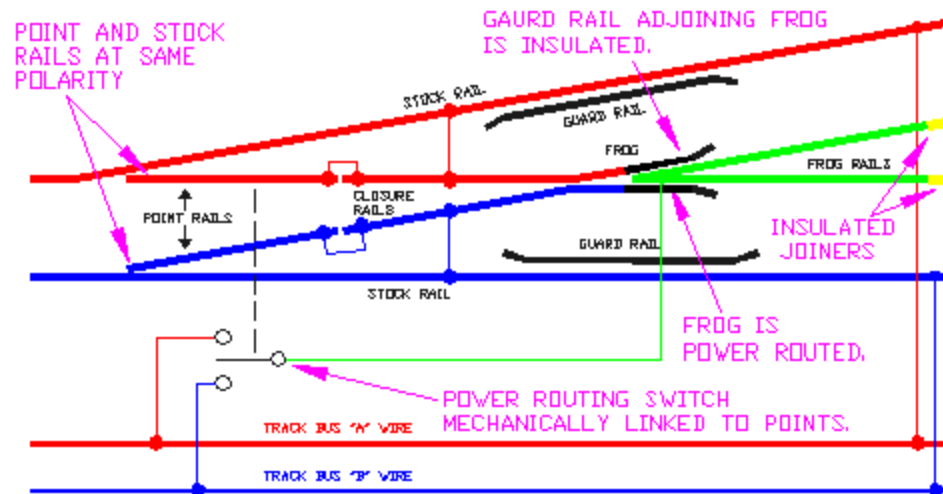 POINT AND STOCK
RAILS AT SAME
POLARITY
GAURD RAIL ADJOINING FROG
IS INSULATED.
STOCK RAIL
GUARD RAIL
FROG
FROG RAILS
POINT RAILS
CLOSURE
RAILS
INSULATED
JOINERS
GUARD RAIL
STOCK RAIL
FROG IS
POWER ROUTED.
POWER ROUTING SWITCH
MECHANICALLY LINKED TO POINTS.
TRACK BUS "A" WIRE
TRACK BUS "B" WIRE